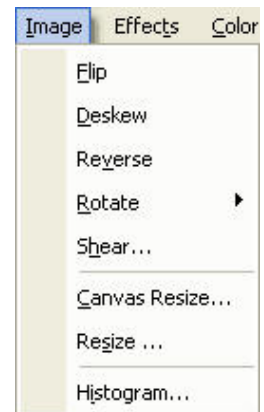 Image Effects Color
Flip
Deskew
Reverse
Rotate
Shear...
Canvas Resize...
Resize ...
Histogram...